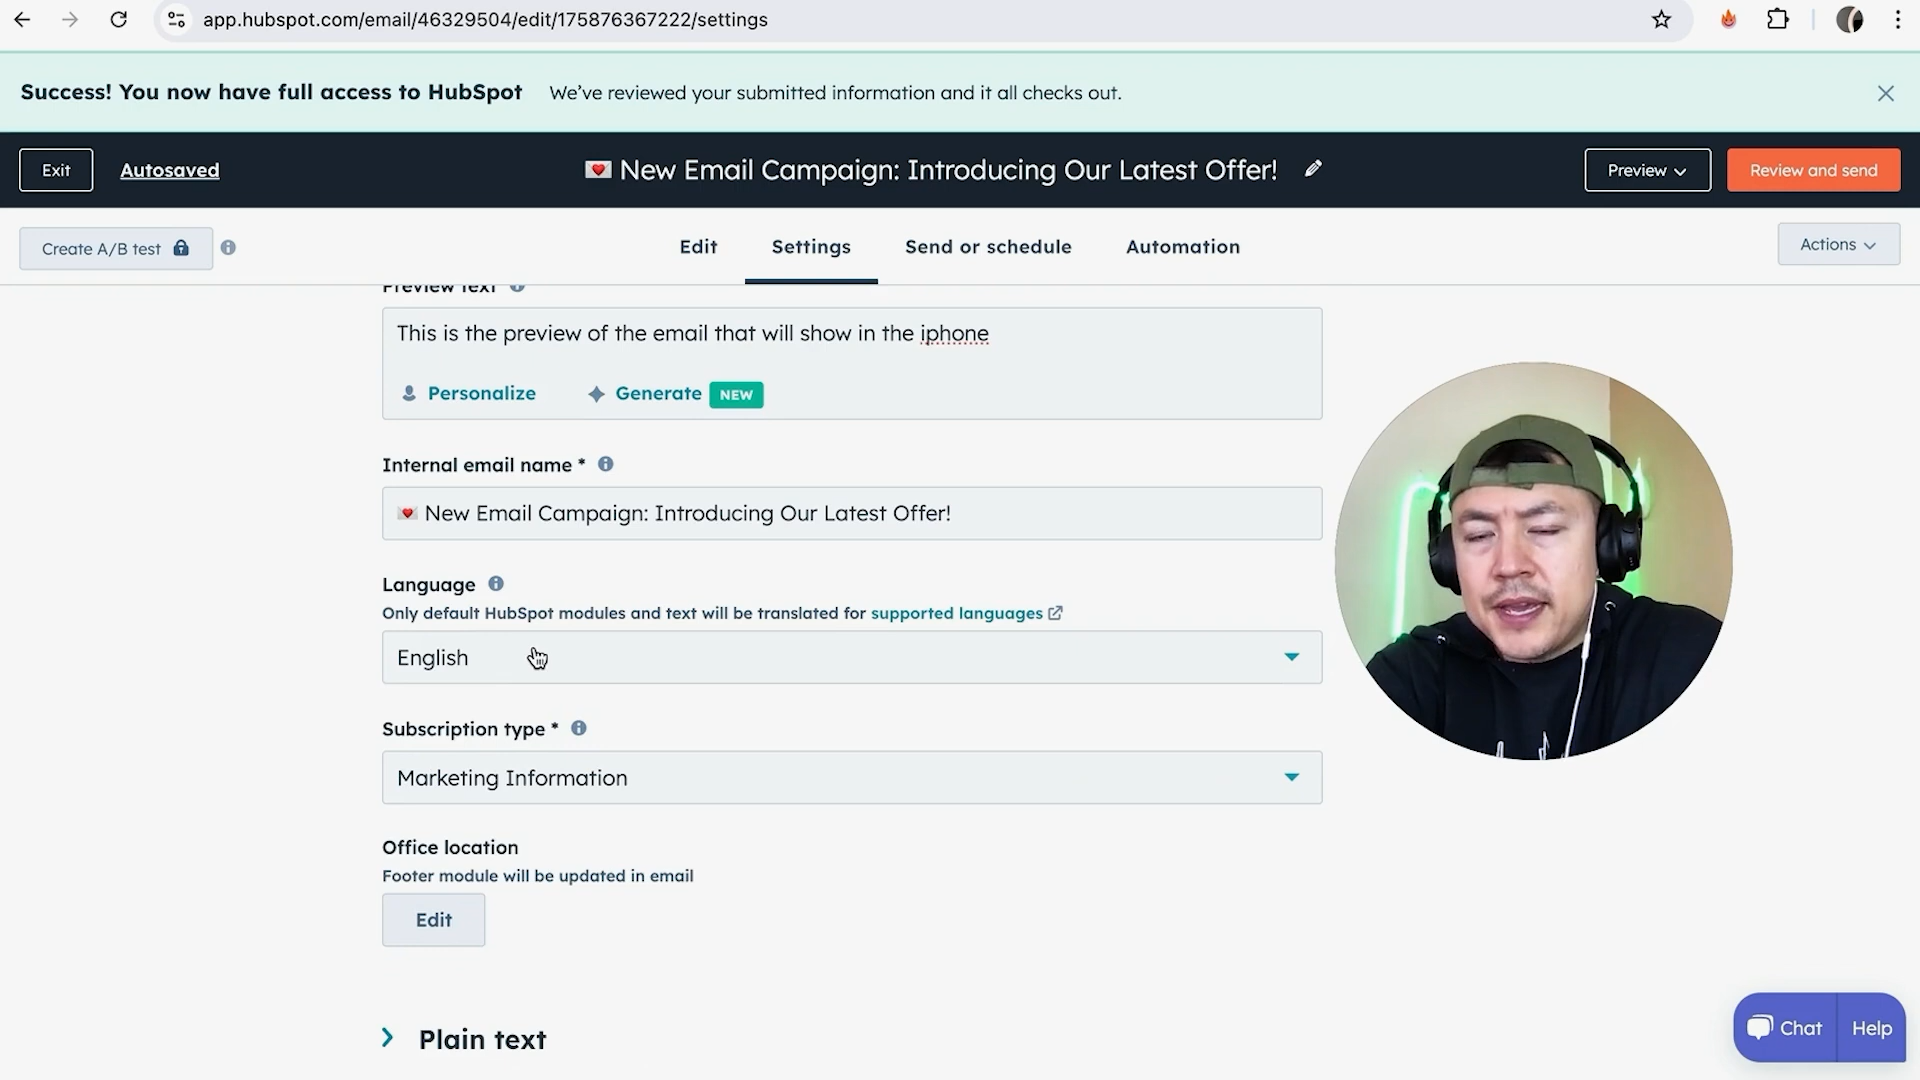 app.hubspot.com/email/46329504/edit/175876367222/settings
Success! You now have full access to HubSpot We've reviewed your submitted information and it all checks out.
Exit Autosaved 💌 New Email Campaign: Introducing Our Latest Offer! Preview Review and send
Create A/B test Edit Settings Send or schedule Automation Actions
Preview text
This is the preview of the email that will show in the iphone
Personalize Generate NEW
Internal email name *
💌 New Email Campaign: Introducing Our Latest Offer!
Language
Only default HubSpot modules and text will be translated for supported languages
English
Subscription type *
Marketing Information
Office location
Footer module will be updated in email
Edit
Plain text
Chat Help